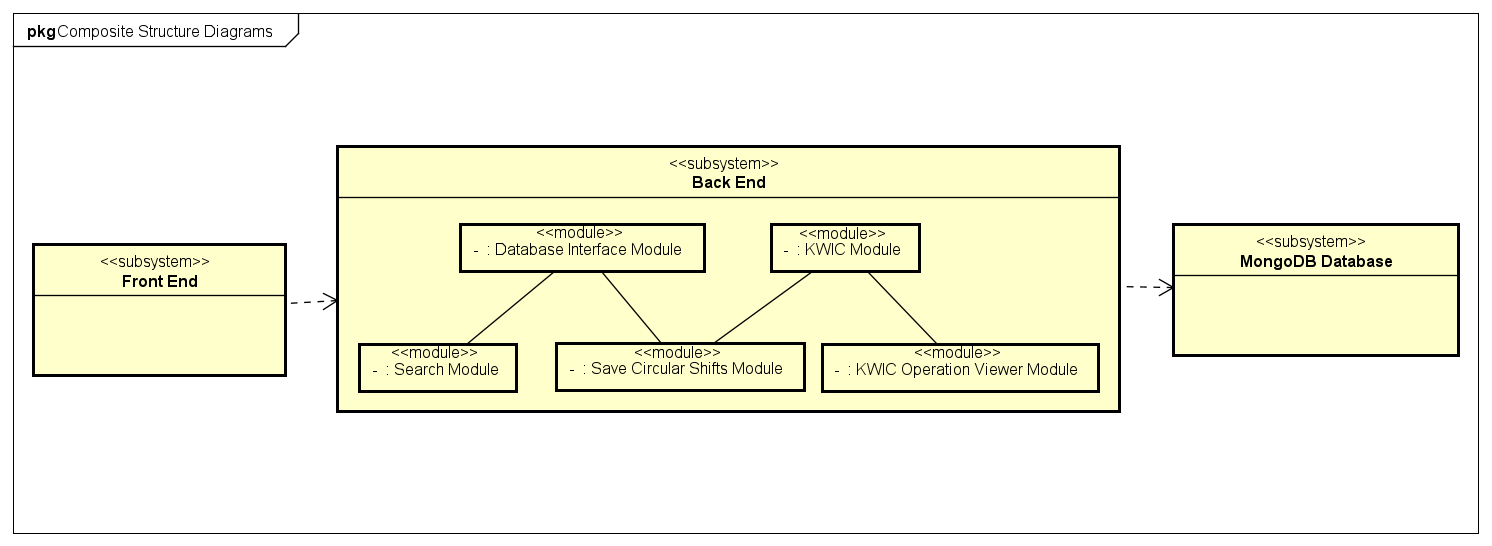 pkg Composite Structure Diagrams
<<subsystem>>
Front End
<<subsystem>>
Back End
<<module>>
- : Database Interface Module
<<module>>
- : KWIC Module
<<module>>
- : Search Module
<<module>>
- : Save Circular Shifts Module
<<module>>
- : KWIC Operation Viewer Module
<<subsystem>>
MongoDB Database